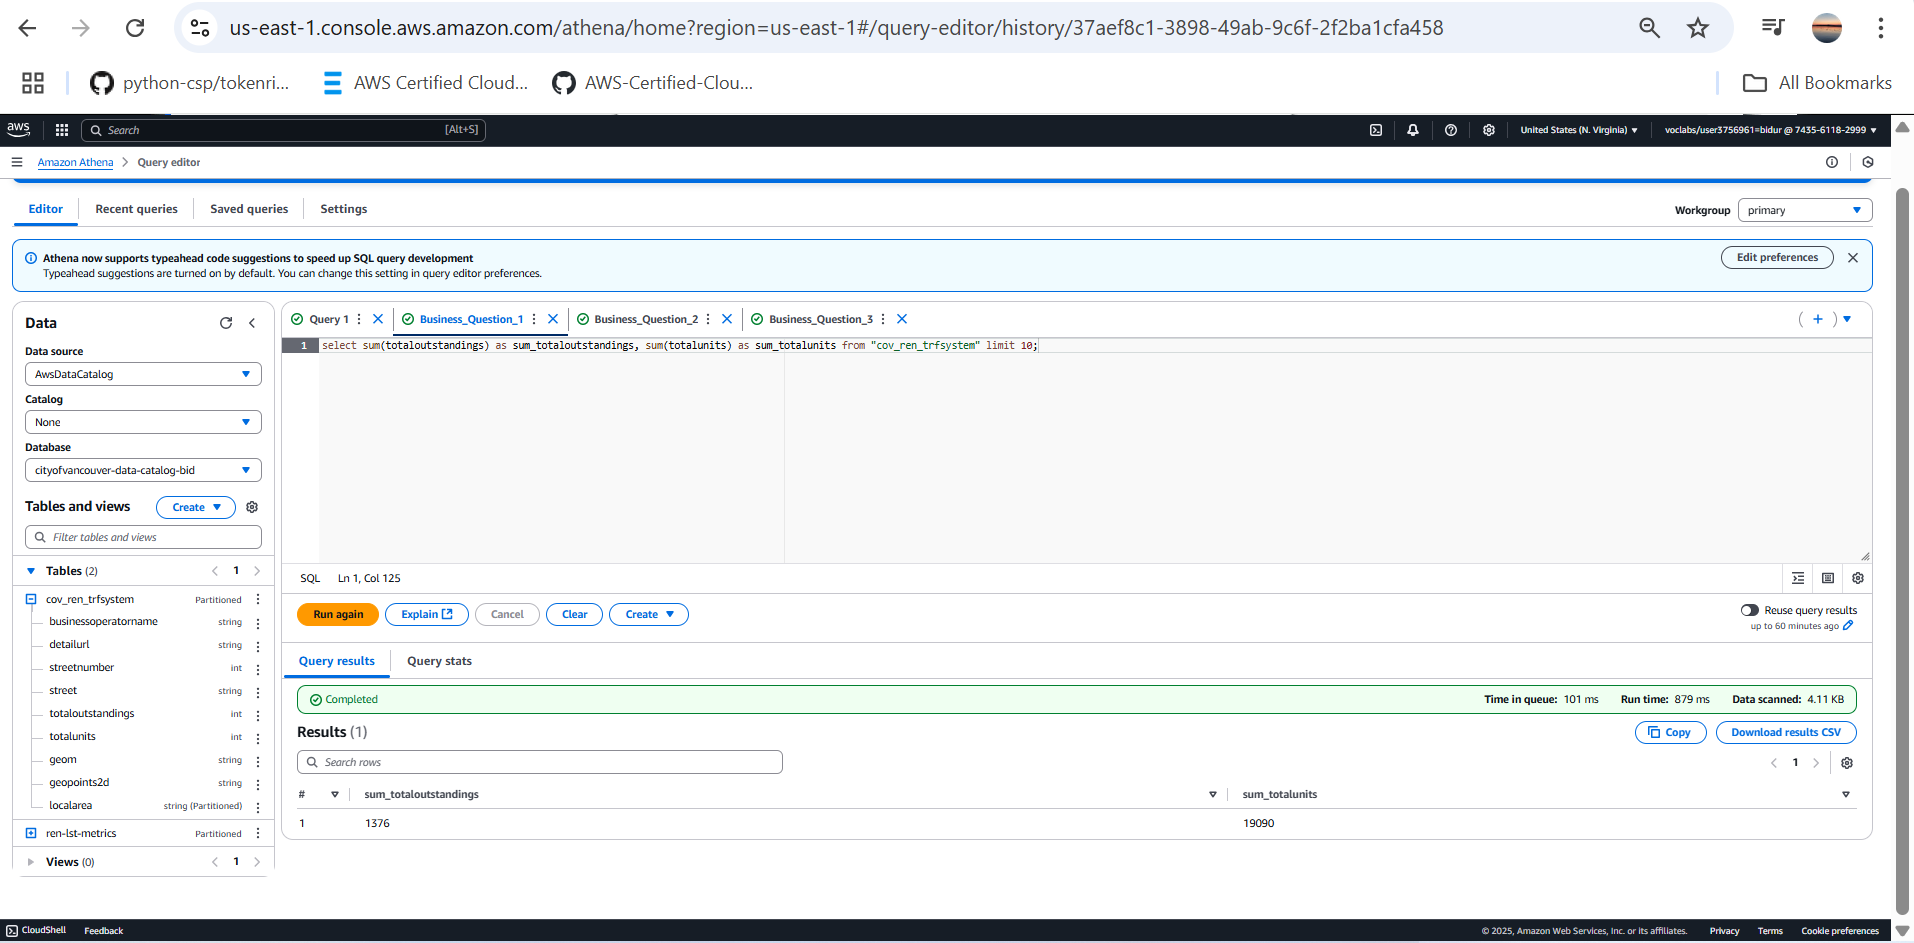 us-east-1.console.aws.amazon.com/athena/home?region=us-east-1#/query-editor/history/37aef8c1-3898-49ab-9c6f-2f2ba1cfa458
python-csp/tokenri...
AWS Certified Cloud...
AWS-Certified-Clou...
All Bookmarks
aws
Search
[Alt+S]
United States (N. Virginia)
voclabs/user3756961=bidur @ 7435-6118-2999
Amazon Athena
Query editor
Editor
Recent queries
Saved queries
Settings
Workgroup
primary
Athena now supports typeahead code suggestions to speed up SQL query development
Typeahead suggestions are turned on by default. You can change this setting in query editor preferences.
Edit preferences
Data
Data source
AwsDataCatalog
Catalog
None
Database
cityofvancouver-data-catalog-bid
Tables and views
Create
Filter tables and views
Tables (2)
1
cov_ren_trfsystem
Partitioned
businessoperatorname
string
detailurl
string
streetnumber
int
street
string
totaloutstandings
int
totalunits
int
geom
string
geopoints2d
string
localarea
string (Partitioned)
ren-lst-metrics
Partitioned
Views (0)
1
Query 1
Business_Question_1
Business_Question_2
Business_Question_3
1
select sum(totaloutstandings) as sum_totaloutstandings, sum(totalunits) as sum_totalunits from "cov_ren_trfsystem" limit 10;
SQL
Ln 1, Col 125
Run again
Explain
Cancel
Clear
Create
Reuse query results
up to 60 minutes ago
Query results
Query stats
Completed
Time in queue: 101 ms
Run time: 879 ms
Data scanned: 4.11 KB
Results (1)
Copy
Download results CSV
Search rows
1
#
sum_totaloutstandings
sum_totalunits
1
1376
19090
CloudShell
Feedback
© 2025, Amazon Web Services, Inc. or its affiliates.
Privacy
Terms
Cookie preferences